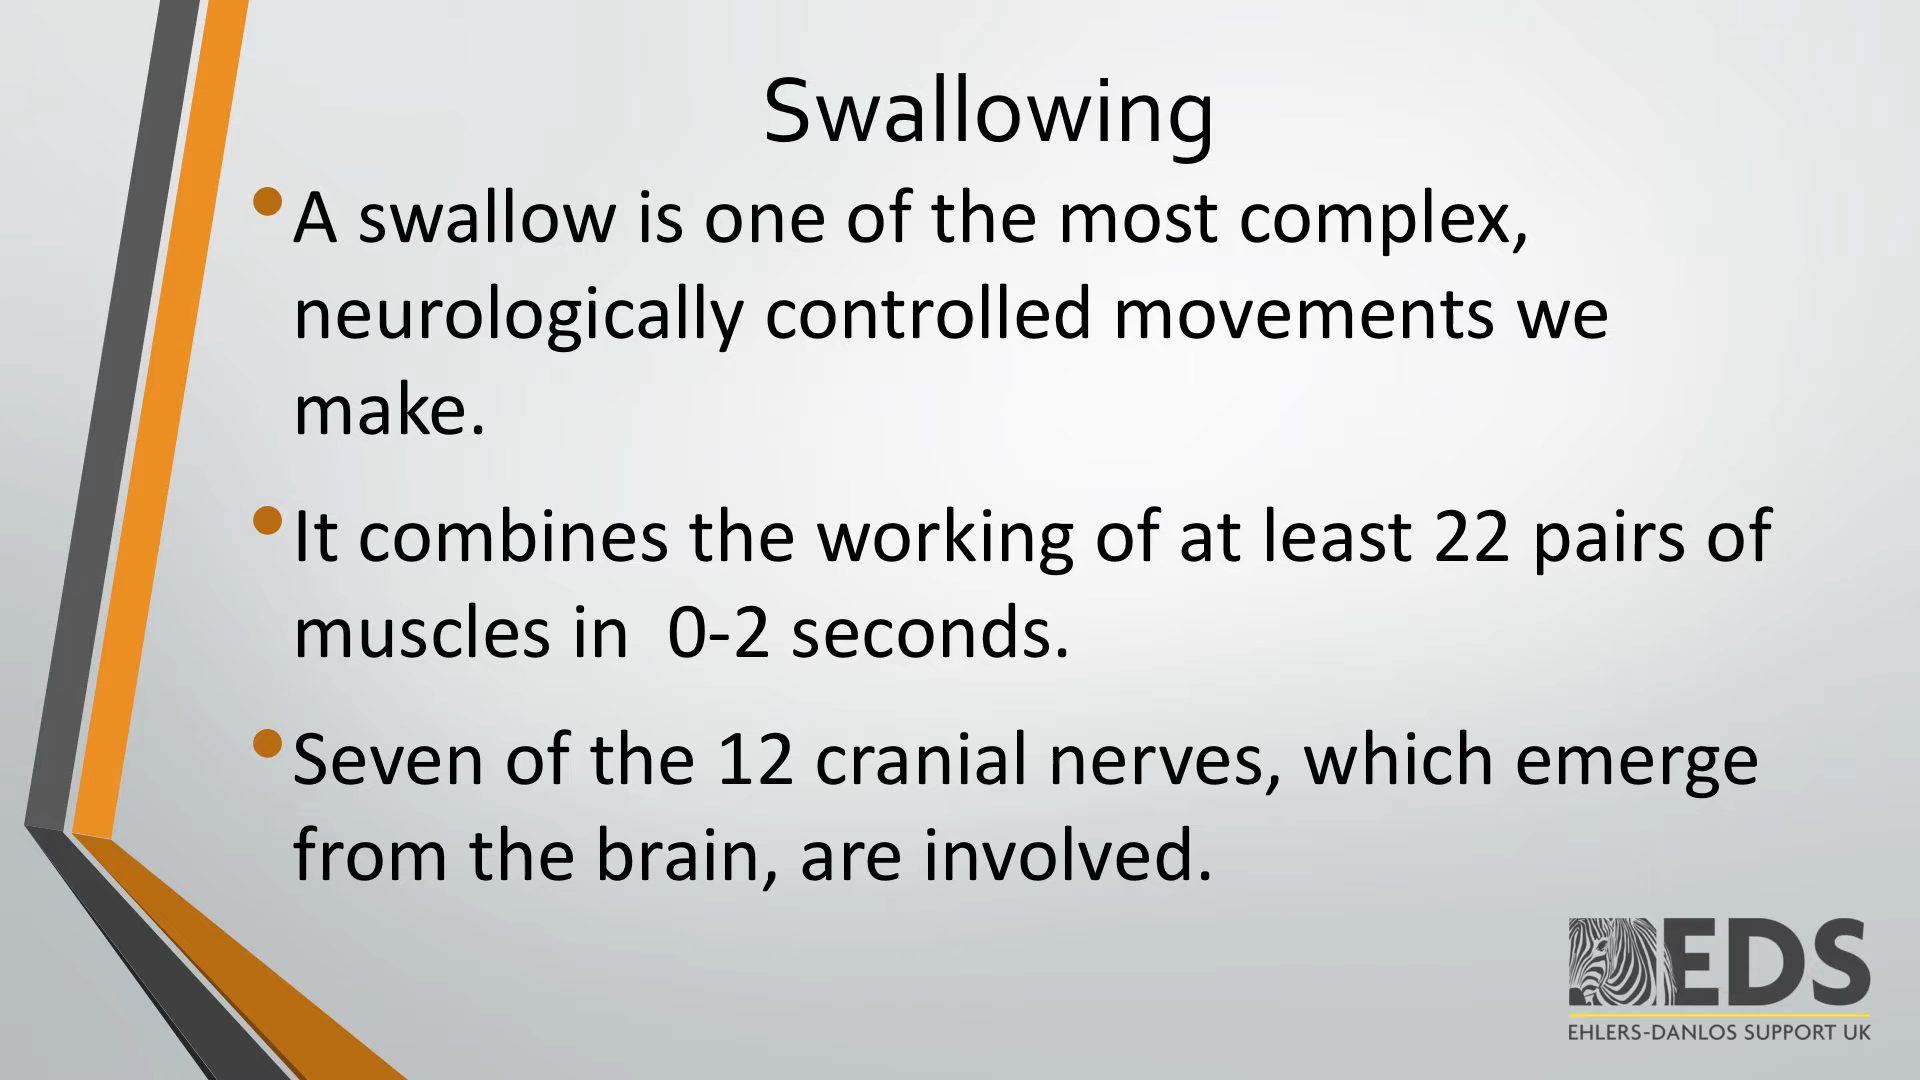 Swallowing
• A swallow is one of the most complex,
neurologically controlled movements we
make.
• It combines the working of at least 22 pairs of
muscles in  0-2 seconds.
• Seven of the 12 cranial nerves, which emerge
from the brain, are involved.
EDS
EHLERS-DANLOS SUPPORT UK